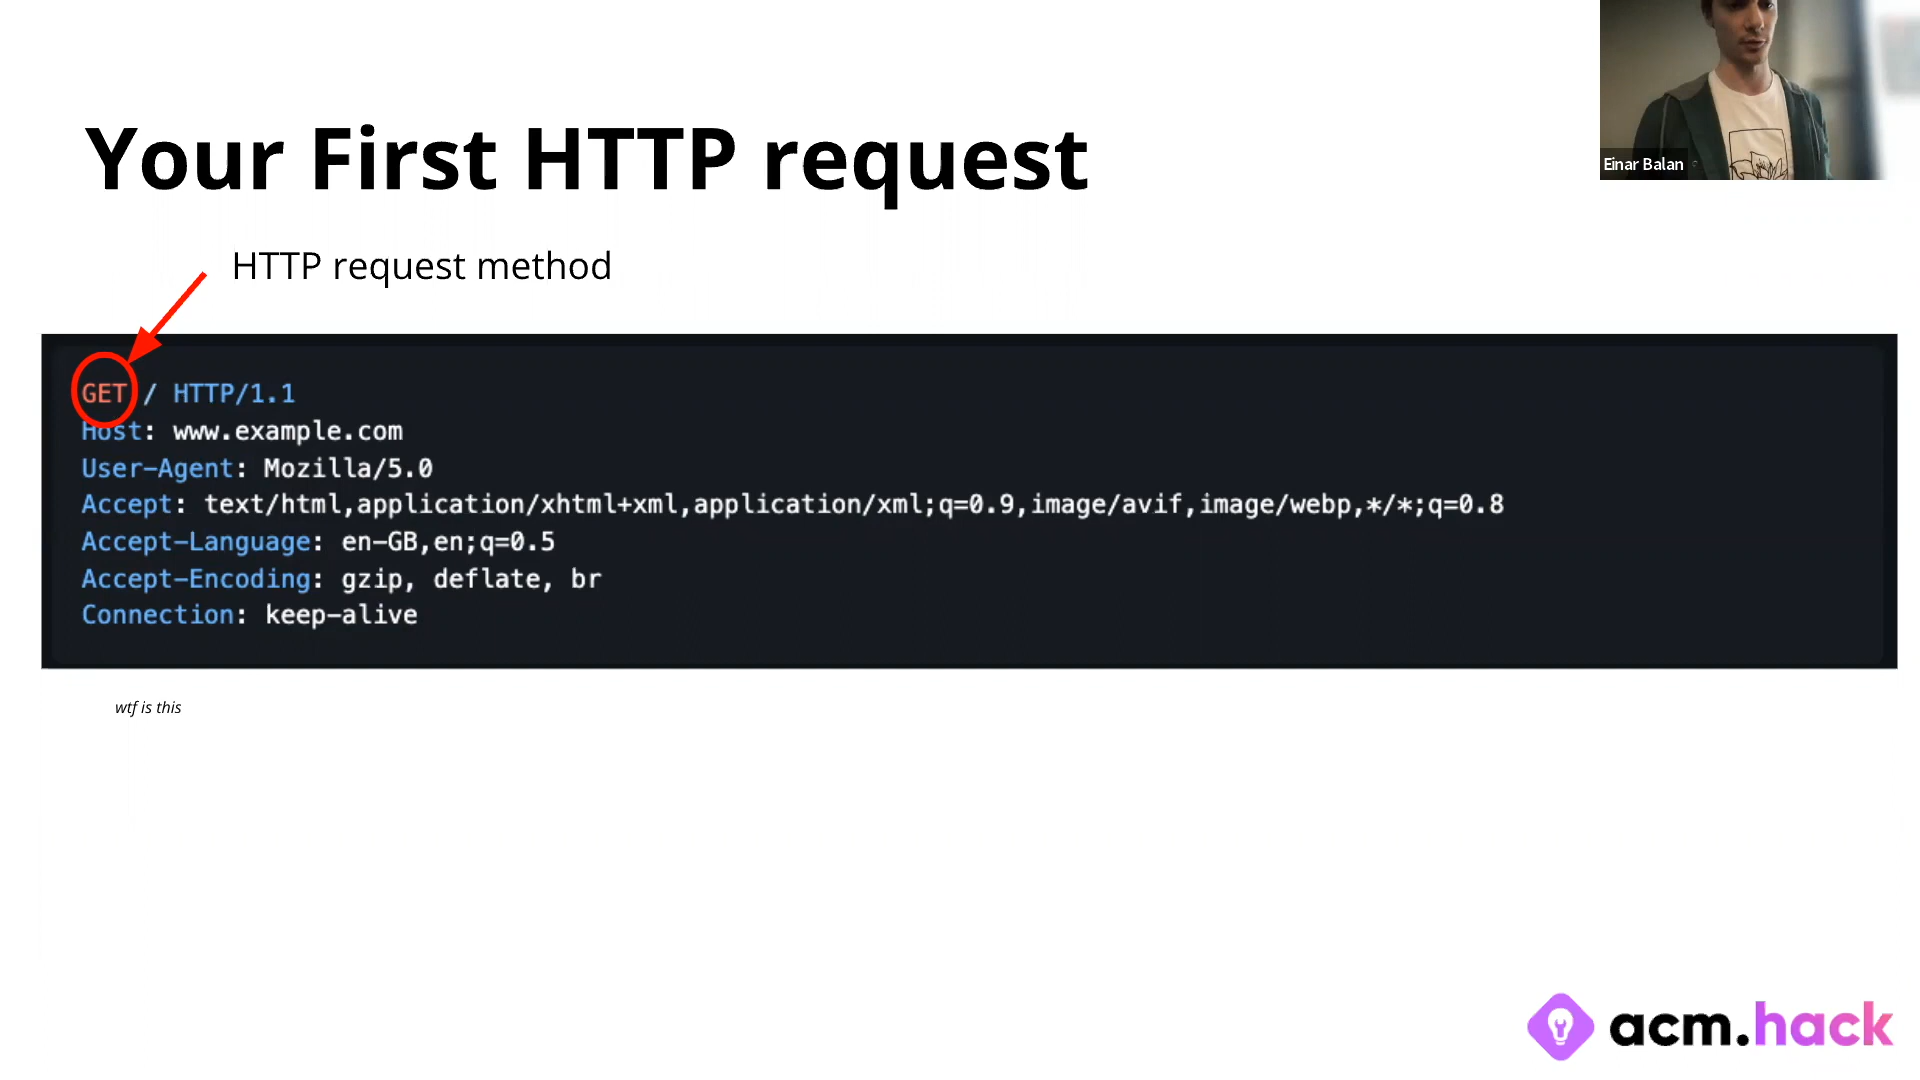 Your First HTTP request
Einar Balan
HTTP request method
GET / HTTP/1.1
Host: www.example.com
User-Agent: Mozilla/5.0
Accept: text/html,application/xhtml+xml,application/xml;q=0.9,image/avif,image/webp,*/*;q=0.8
Accept-Language: en-GB,en;q=0.5
Accept-Encoding: gzip, deflate, br
Connection: keep-alive
wtf is this
acm.hack